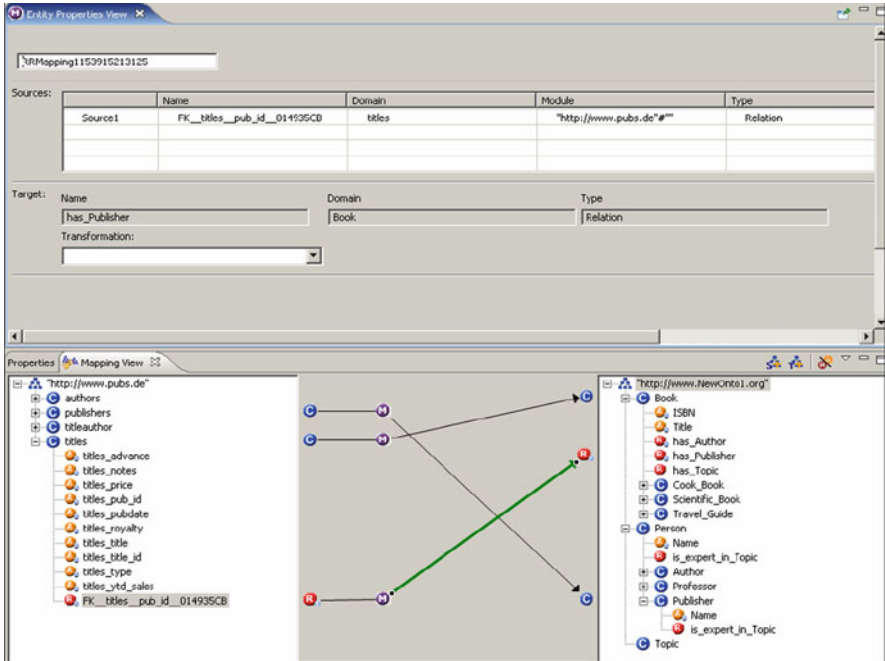 Entity Properties View
RRMapping1153915213125
Sources:
Name Domain Module Type
Source1 FK__titles__pub_id__014935CB titles "http://www.pubs.de"#"" Relation
Target:
Name Domain Type
has_Publisher Book Relation
Transformation:
Properties Mapping View
"http://www.pubs.de"
authors
publishers
titleauthor
titles
titles_advance
titles_notes
titles_price
titles_pub_id
titles_pubdate
titles_royalty
titles_title
titles_title_id
titles_type
titles_ytd_sales
FK__titles__pub_id__014935CB
C M C
C M
R
R M C
"http://www.NewOnto1.org"
Book
ISBN
Title
has_Author
has_Publisher
has_Topic
Cook_Book
Scientific_Book
Travel_Guide
Person
Name
is_expert_in_Topic
Author
Professor
Publisher
Name
is_expert_in_Topic
Topic